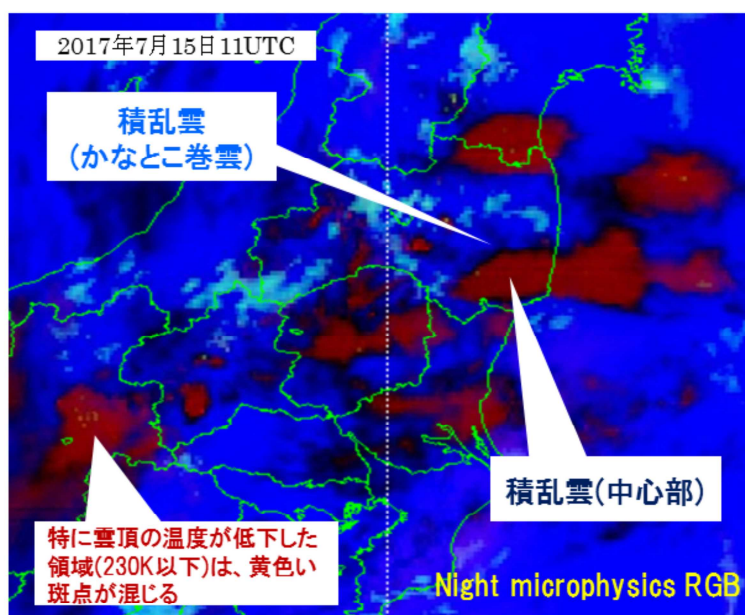 2017年7月15日11UTC
積乱雲
(かなとこ巻雲)
積乱雲(中心部)
特に雲頂の温度が低下した
領域(230K以下)は、黄色い
斑点が混じる
Night microphysics RGB